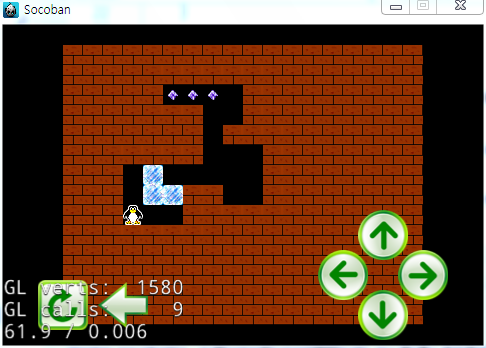 Socoban
GL verts: 1580
GL calls: 9
61.9 / 0.006